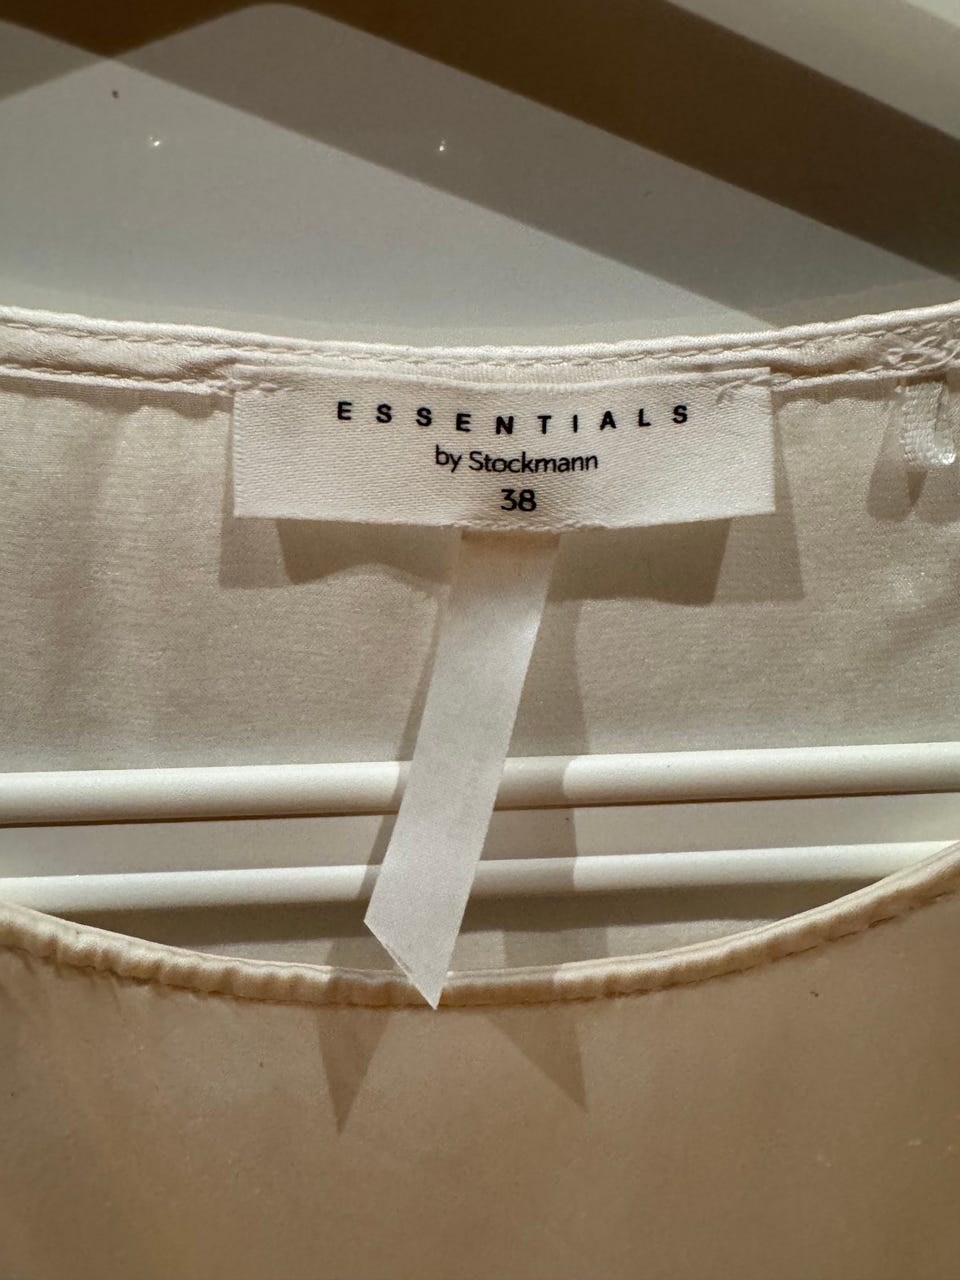 ESSENTIALS
by Stockmann
38